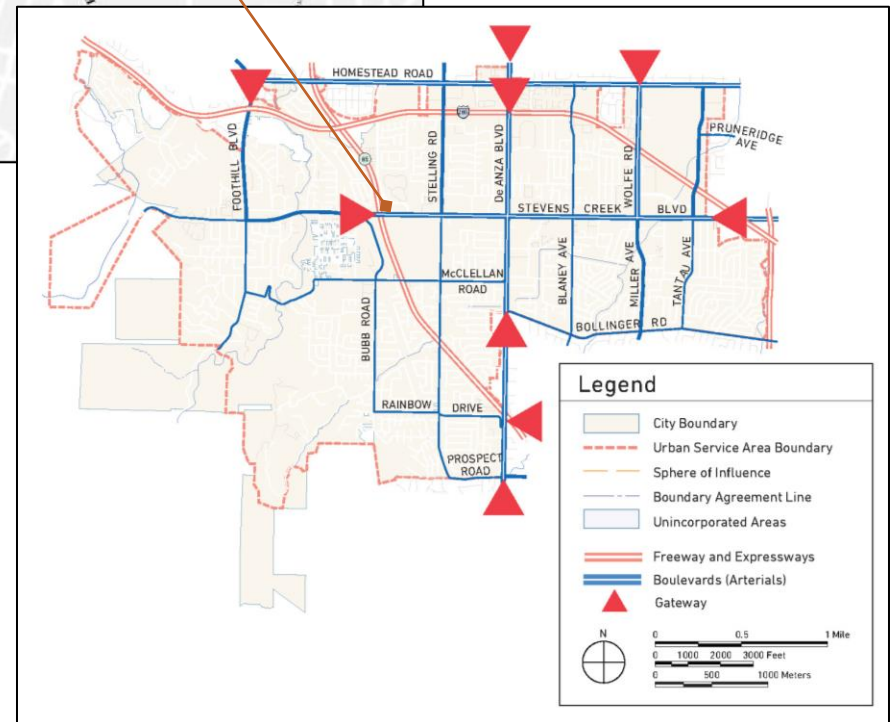 HOMESTEAD ROAD
280
85
FOOTHILL BLVD
STELLING RD
DeANZA BLVD
WOLFE RD
PRUNERIDGE
AVE
STEVENS CREEK BLVD
McCLELLAN
ROAD
BUBB ROAD
BLANEY AVE
MILLER AVE
TANTAU AVE
BOLLINGER RD
RAINBOW DRIVE
PROSPECT
ROAD
Legend
City Boundary
Urban Service Area Boundary
Sphere of Influence
Boundary Agreement Line
Unincorporated Areas
Freeway and Expressways
Boulevards (Arterials)
Gateway
N
0 0.5 1 Mile
0 1000 2000 3000 Feet
0 500 1000 Meters